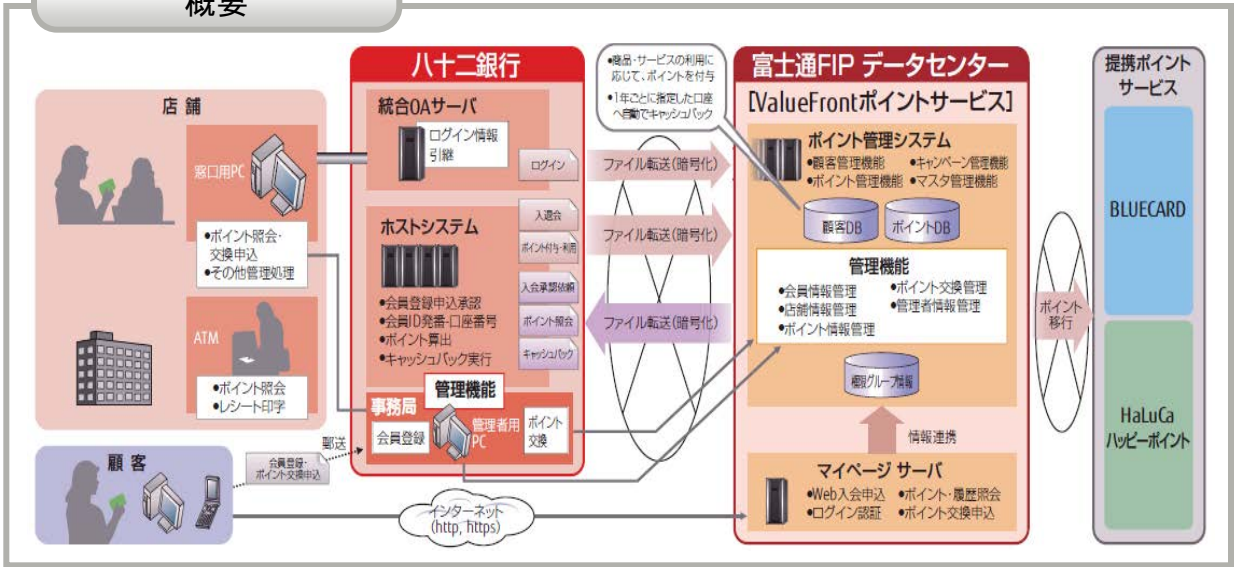 概要
店 舗
窓口用PC
●ポイント照会・
交換申込
●その他管理処理
ATM
●ポイント照会
●レシート印字
顧 客
会員登録・
ポイント交換申込
郵送
八十二銀行
統合OAサーバ
ログイン情報
引継
ログイン
ホストシステム
●会員登録申込承認
●会員ID発番・口座番号
●ポイント算出
●キャッシュバック実行
入退会
ポイント付与・利用
入会承認依頼
ポイント照会
キャッシュバック
管理機能
事務局
会員登録
管理者用
PC
ポイント
交換
インターネット
(http, https)
●商品・サービスの利用に
応じて、ポイントを付与
●1年ごとに指定した口座
へ自動でキャッシュバック
ファイル転送(暗号化)
ファイル転送(暗号化)
ファイル転送(暗号化)
富士通FIP データセンター
[ValueFrontポイントサービス]
ポイント管理システム
●顧客管理機能 ●キャンペーン管理機能
●ポイント管理機能 ●マスタ管理機能
顧客DB
ポイントDB
管理機能
●会員情報管理 ●ポイント交換管理
●店舗情報管理 ●管理者情報管理
●ポイント情報管理
権限グループ情報
情報連携
マイページ サーバ
●Web入会申込 ●ポイント・履歴照会
●ログイン認証 ●ポイント交換申込
ポイント
移行
提携ポイント
サービス
BLUECARD
HaLuCa
ハッピーポイント